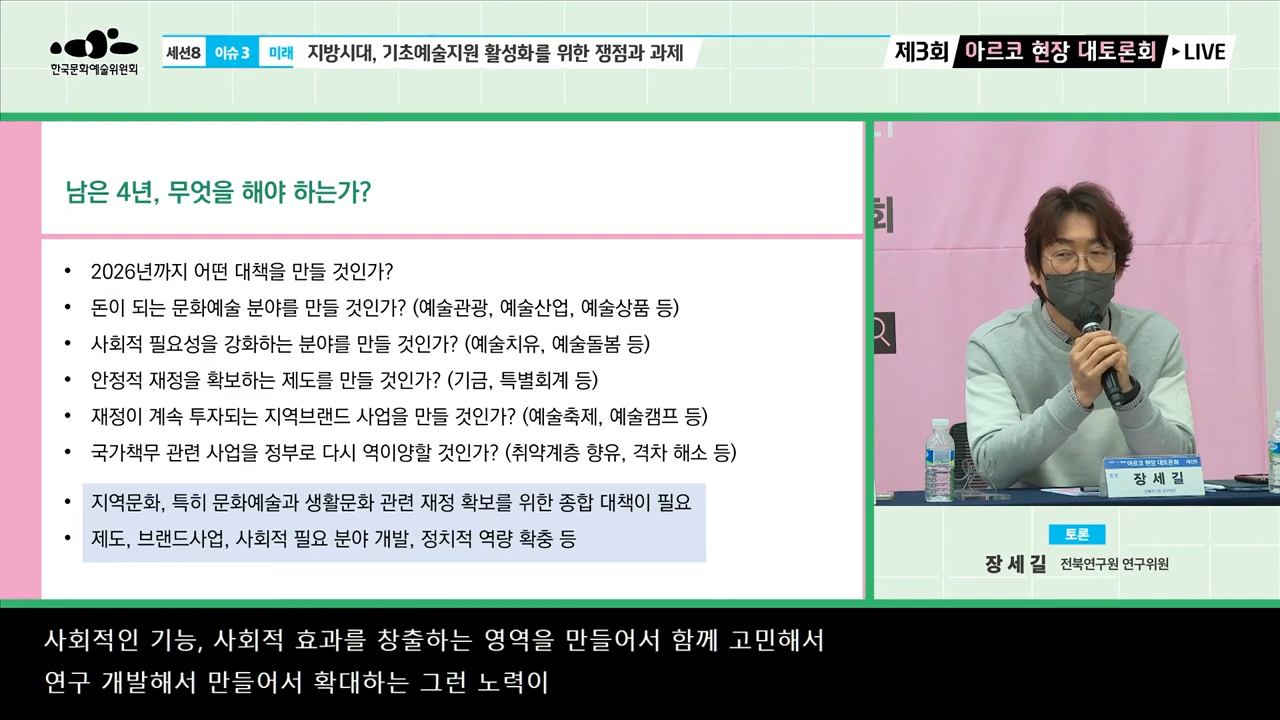 한국문화예술위원회
세션8 이슈3 미래 지방시대, 기초예술지원 활성화를 위한 쟁점과 과제
제3회 아르코 현장 대토론회 ▸LIVE
남은 4년, 무엇을 해야 하는가?
• 2026년까지 어떤 대책을 만들 것인가?
• 돈이 되는 문화예술 분야를 만들 것인가? (예술관광, 예술산업, 예술상품 등)
• 사회적 필요성을 강화하는 분야를 만들 것인가? (예술치유, 예술돌봄 등)
• 안정적 재정을 확보하는 제도를 만들 것인가? (기금, 특별회계 등)
• 재정이 계속 투자되는 지역브랜드 사업을 만들 것인가? (예술축제, 예술캠프 등)
• 국가책무 관련 사업을 정부로 다시 역이양할 것인가? (취약계층 향유, 격차 해소 등)
• 지역문화, 특히 문화예술과 생활문화 관련 재정 확보를 위한 종합 대책이 필요
• 제도, 브랜드사업, 사회적 필요 분야 개발, 정치적 역량 확충 등
회
아르코 현장 대토론회 세션8
장세길
토론
장세길 전북연구원 연구위원
사회적인 기능, 사회적 효과를 창출하는 영역을 만들어서 함께 고민해서
연구 개발해서 만들어서 확대하는 그런 노력이